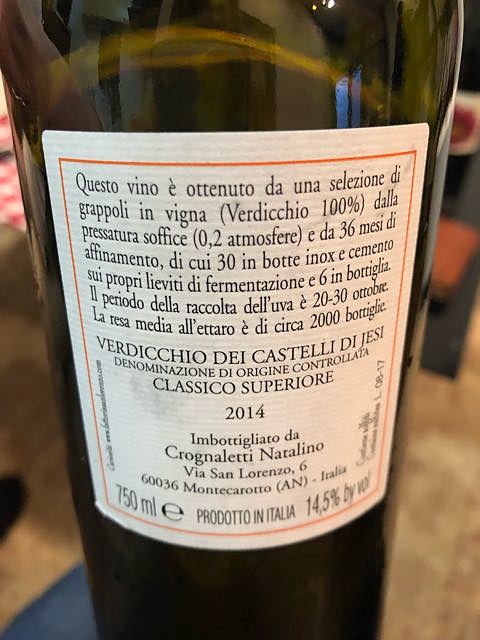 Questo vino è ottenuto da una selezione di
grappoli in vigna (Verdicchio 100%) dalla
pressatura soffice (0,2 atmosfere) e da 36 mesi di
affinamento, di cui 30 in botte inox e cemento
sui propri lieviti di fermentazione e 6 in bottiglia.
Il periodo della raccolta dell'uva è 20-30 ottobre.
La resa media all'ettaro è di circa 2000 bottiglie.
VERDICCHIO DEI CASTELLI DI JESI
DENOMINAZIONE DI ORIGINE CONTROLLATA
CLASSICO SUPERIORE
2014
Imbottigliato da
Crognaletti Natalino
Via San Lorenzo, 6
60036 Montecarotto (AN) - Italia
750 ml e PRODOTTO IN ITALIA 14,5% by vol
L. 08-17